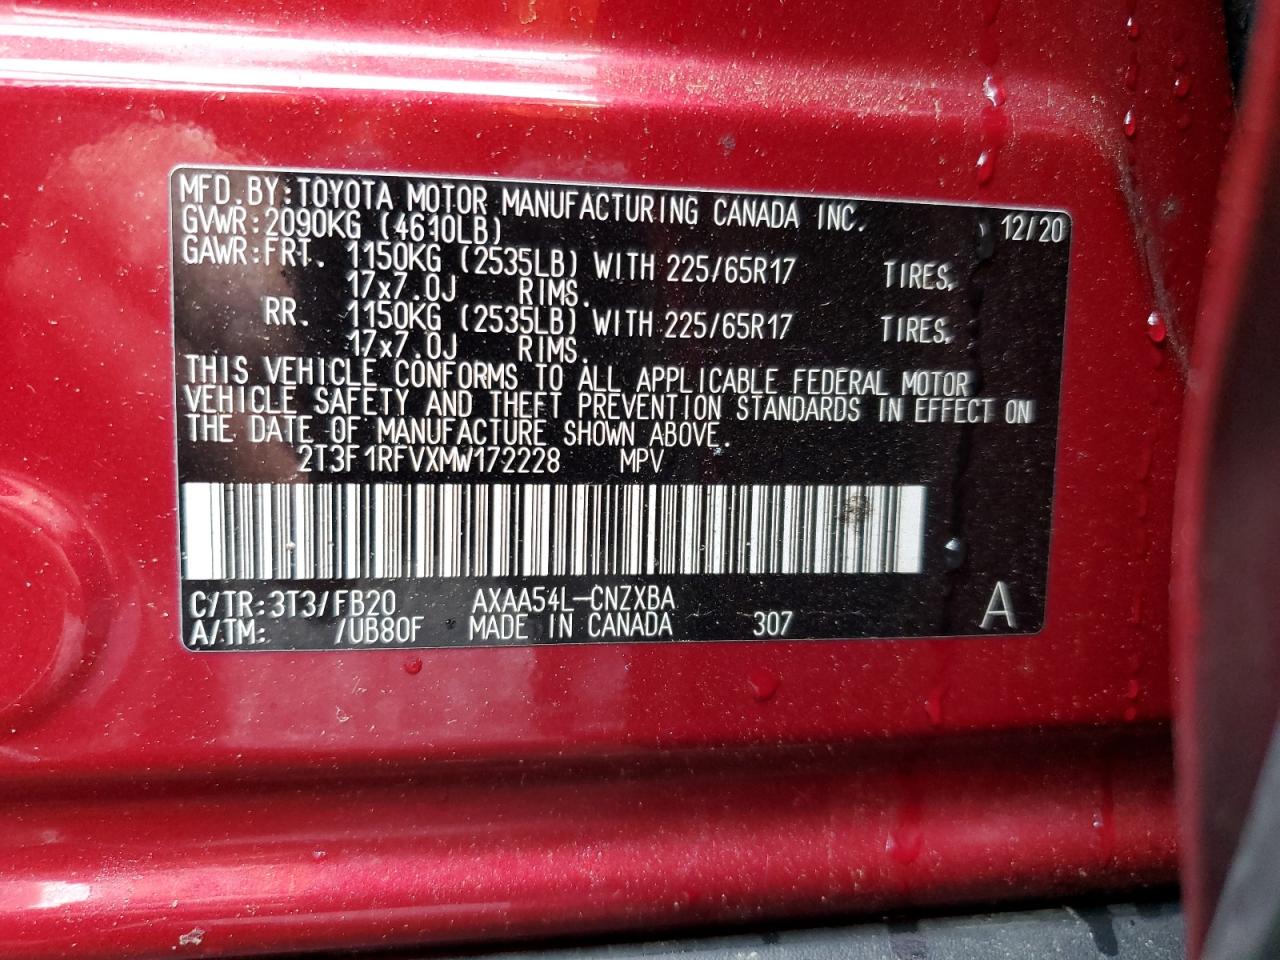 MFD.BY:TOYOTA MOTOR MANUFACTURING CANADA INC. 12/20
GVWR:2090KG (4610LB)
GAWR:FRT. 1150KG (2535LB) WITH 225/65R17 TIRES,
17x7.0J RIMS.
RR. 1150KG (2535LB) WITH 225/65R17 TIRES,
17x7.0J RIMS.
THIS VEHICLE CONFORMS TO ALL APPLICABLE FEDERAL MOTOR
VEHICLE SAFETY AND THEFT PREVENTION STANDARDS IN EFFECT ON
THE DATE OF MANUFACTURE SHOWN ABOVE.
2T3F1RFVXMW172228 MPV
C/TR:3T3/FB20 AXAA54L-CNZXBA A
A/TM: /UB80F MADE IN CANADA 307